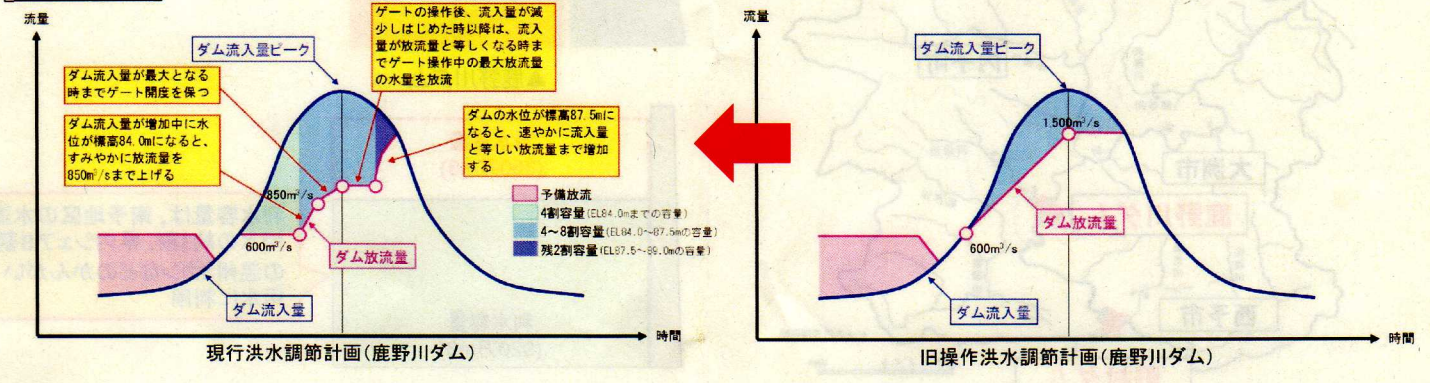 流量
ダム流入量ピーク
ゲートの操作後、流入量が減
少しはじめた時以降は、流入
量が放流量と等しくなる時ま
でゲート操作中の最大放流量
の水量を放流
ダム流入量が最大となる
時までゲート開度を保つ
ダム流入量が増加中に水
位が標高84.0mになると、
すみやかに放流量を
850m³/sまで上げる
ダムの水位が標高87.5mに
なると、速やかに流入量
と等しい放流量まで増加
する
850m³/s
600m³/s
ダム放流量
ダム流入量
予備放流
4割容量(EL84.0mまでの容量)
4～8割容量(EL84.0～87.5mの容量)
残2割容量(EL87.5～89.0mの容量)
時間
現行洪水調節計画(鹿野川ダム)
流量
ダム流入量ピーク
1.500m³/s
ダム放流量
600m³/s
ダム流入量
時間
旧操作洪水調節計画(鹿野川ダム)